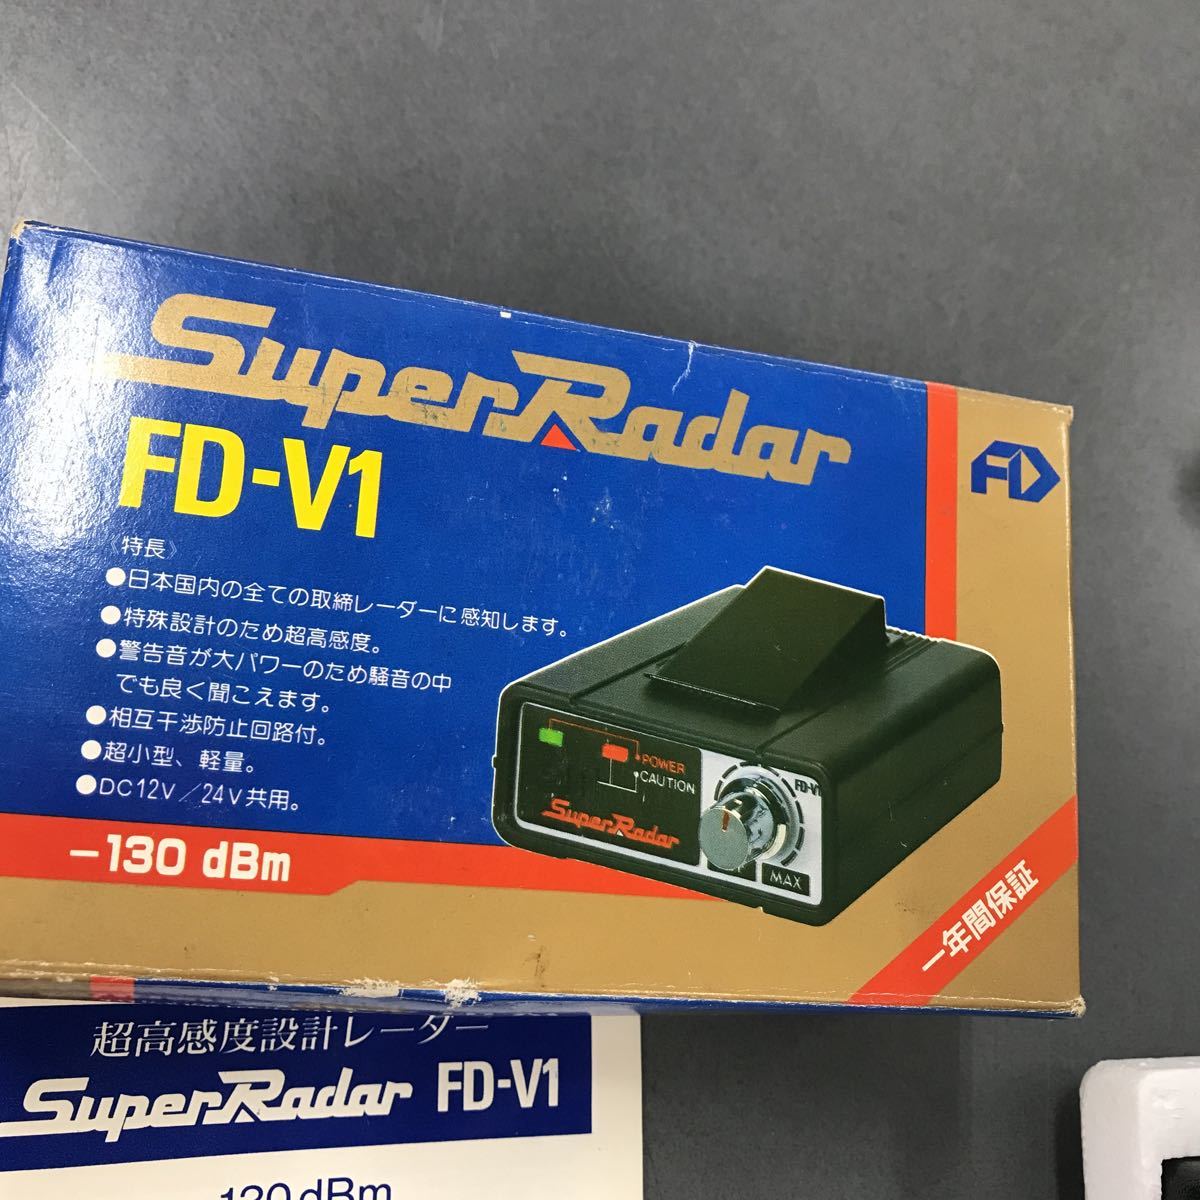 SuperRadar
FD-V1
FD
《特長》
●日本国内の全ての取締レーダーに感知します。
●特殊設計のため超高感度。
●警告音が大パワーのため騒音の中
でも良く聞こえます。
●相互干渉防止回路付。
●超小型、軽量。
●DC12V／24V共用。
－130 dBm
POWER
CAUTION
FD-V1
SuperRadar
MAX
一年間保証
超高感度設計レーダー
SuperRadar FD-V1
-130 dBm